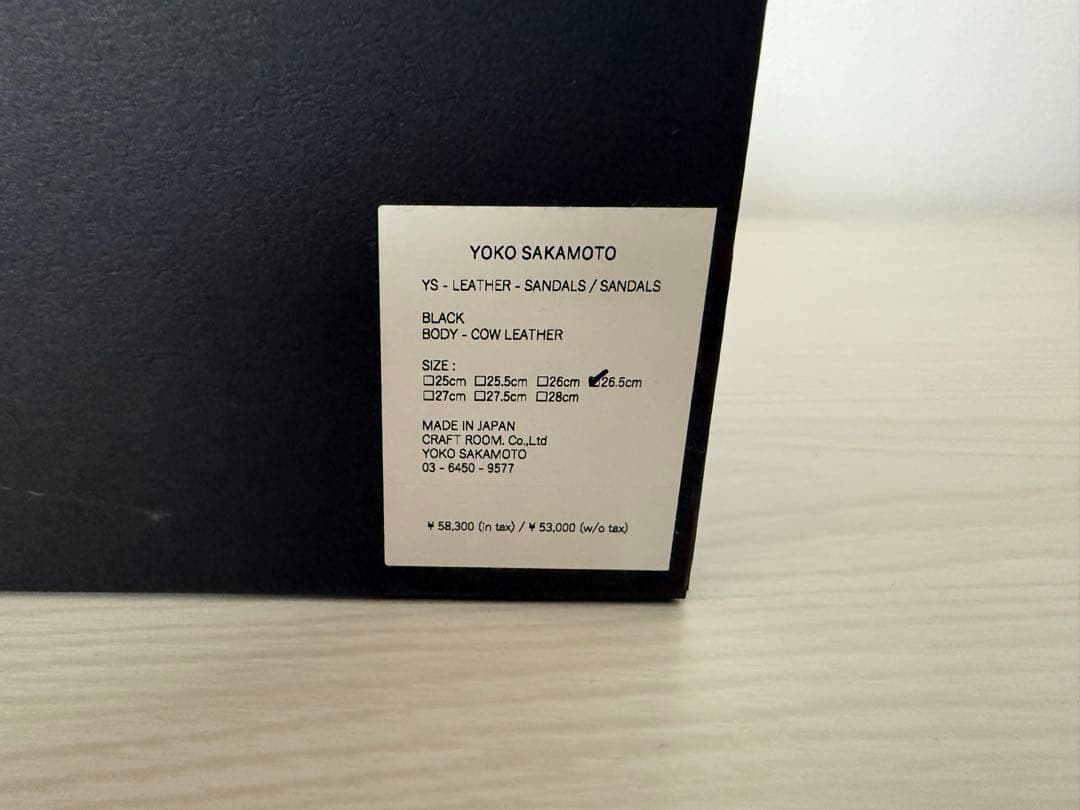 YOKO SAKAMOTO
YS - LEATHER - SANDALS / SANDALS
BLACK
BODY - COW LEATHER
SIZE :
☐25cm ☐25.5cm ☐26cm ☑26.5cm
☐27cm ☐27.5cm ☐28cm
MADE IN JAPAN
CRAFT ROOM. Co.,Ltd
YOKO SAKAMOTO
03 - 6450 - 9577
¥ 58,300 (in tax) / ¥ 53,000 (w/o tax)